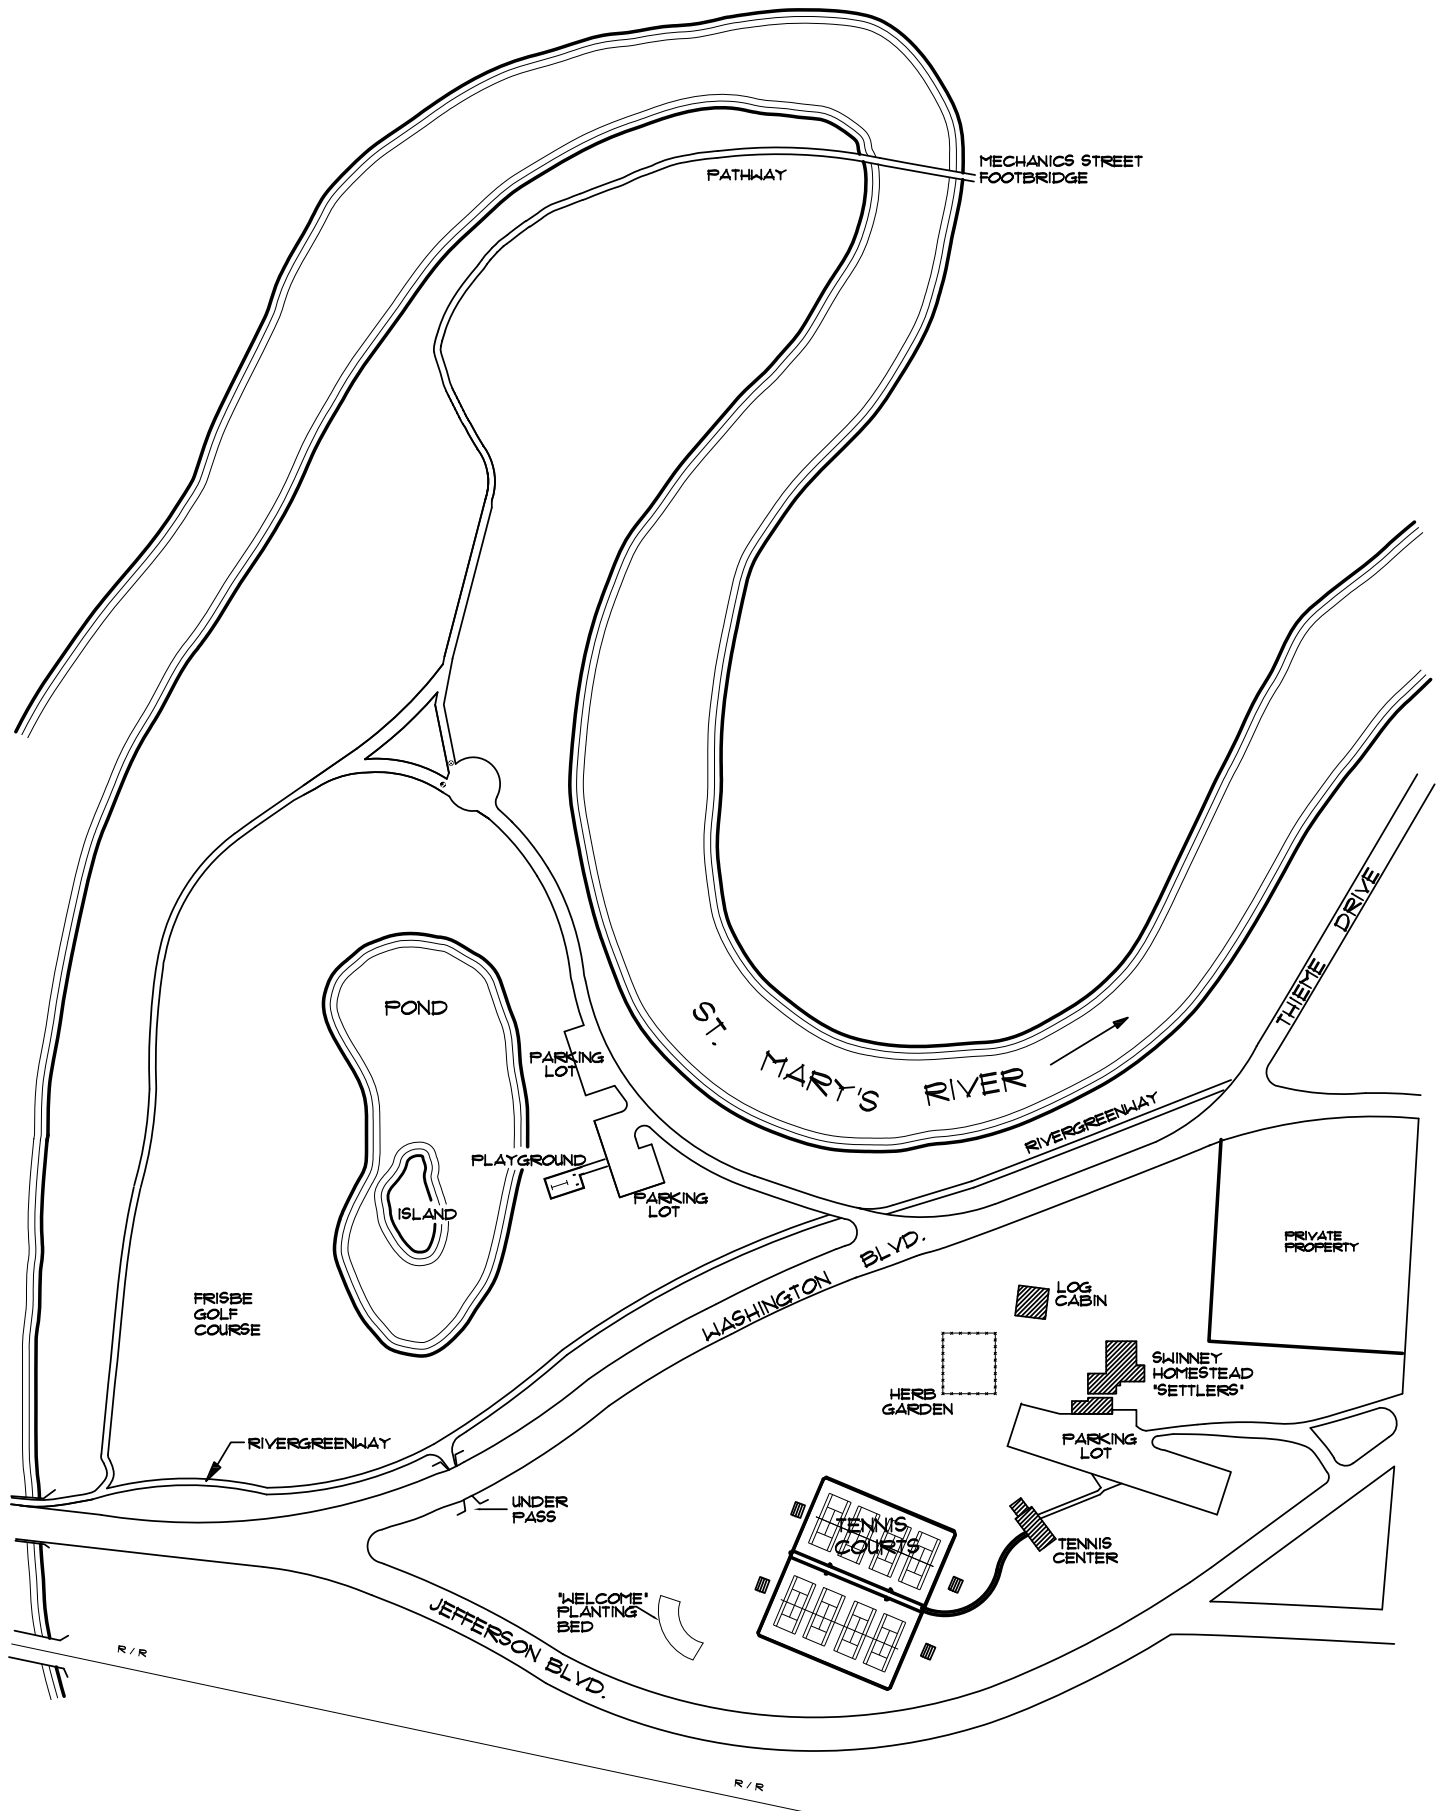 MECHANICS STREET
FOOTBRIDGE
PATHWAY
THIEME DRIVE
POND
ST. MARY'S RIVER
PARKING
LOT
RIVERGREENWAY
PLAYGROUND
PARKING
LOT
ISLAND
WASHINGTON BLVD.
PRIVATE
PROPERTY
FRISBE
GOLF
COURSE
LOG
CABIN
SWINNEY
HOMESTEAD
"SETTLERS"
HERB
GARDEN
RIVERGREENWAY
PARKING
LOT
UNDER
PASS
TENNIS
COURTS
TENNIS
CENTER
"WELCOME"
PLANTING
BED
JEFFERSON BLVD.
R / R
R / R